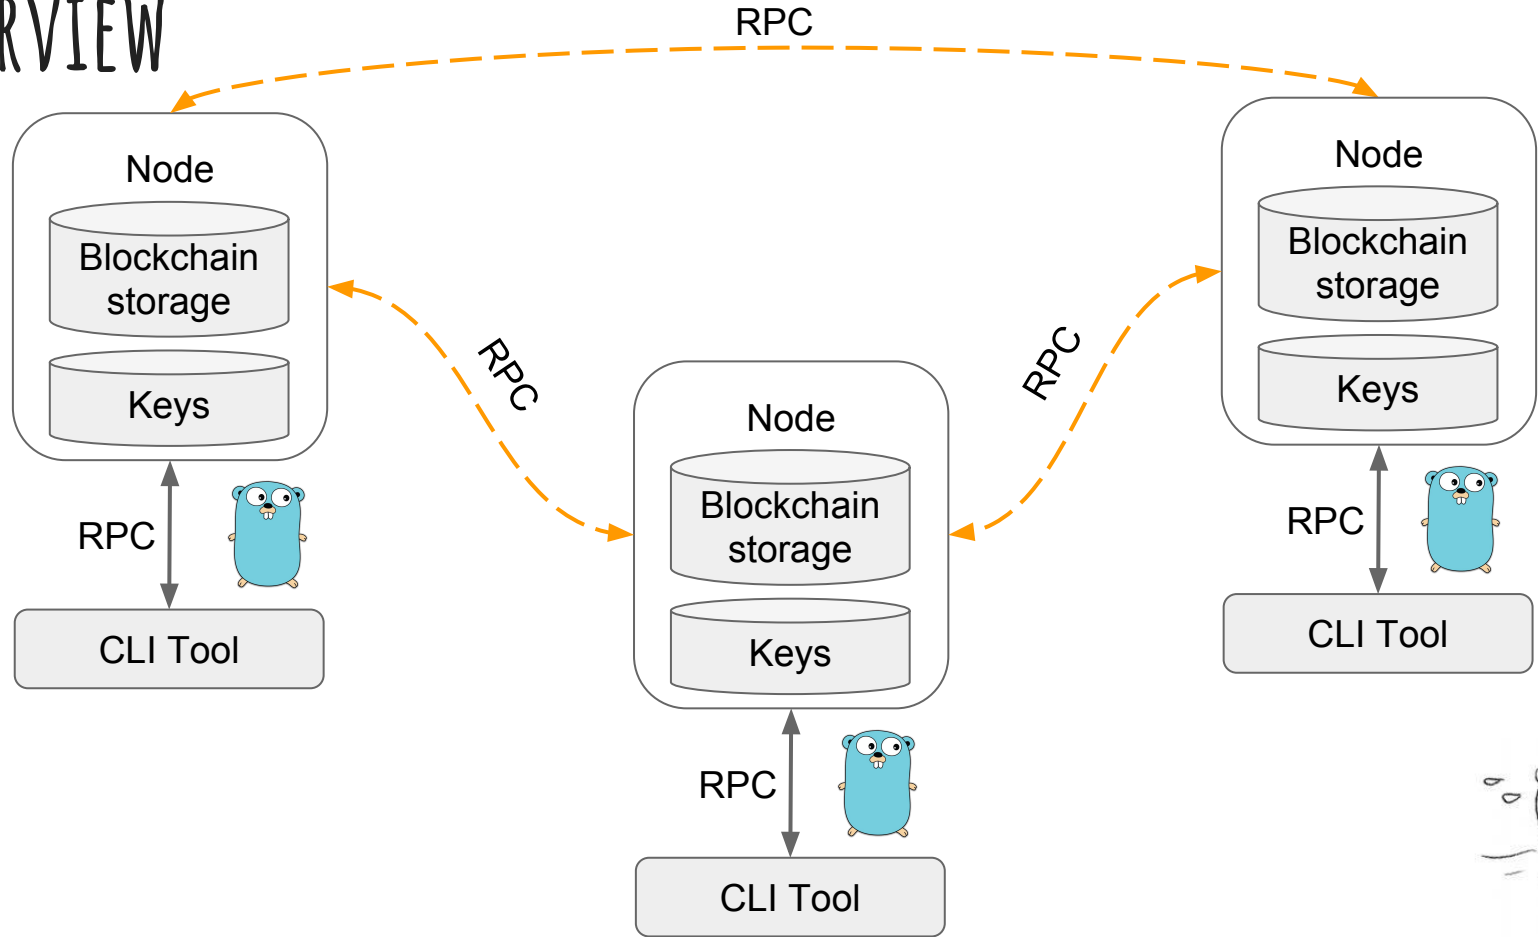 RVIEW
RPC
Node
Blockchain
storage
Keys
RPC
CLI Tool
RPC
Node
Blockchain
storage
Keys
RPC
CLI Tool
RPC
Node
Blockchain
storage
Keys
RPC
CLI Tool